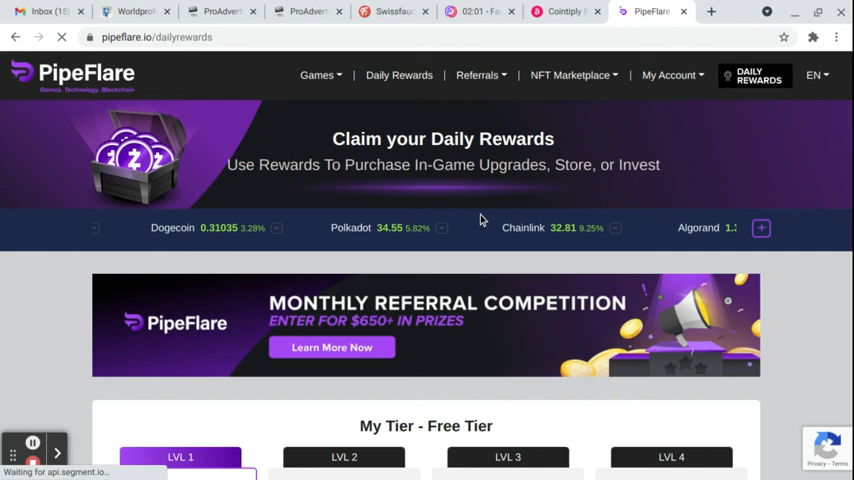 Inbox (15)
Worldprofi
ProAdvert
ProAdvert
Swissfauc
02:01 - Fa
Cointiply E
PipeFlare
pipeflare.io/dailyrewards
PipeFlare
Games. Technology. Blockchain
Games
Daily Rewards
Referrals
NFT Marketplace
My Account
DAILY
REWARDS
EN
Claim your Daily Rewards
Use Rewards To Purchase In-Game Upgrades, Store, or Invest
Dogecoin 0.31035 3.28%
Polkadot 34.55 5.82%
Chainlink 32.81 9.25%
Algorand 1.3
PipeFlare
MONTHLY REFERRAL COMPETITION
ENTER FOR $650+ IN PRIZES
Learn More Now
My Tier - Free Tier
LVL 1
LVL 2
LVL 3
LVL 4
Waiting for api.segment.io...
Privacy - Terms